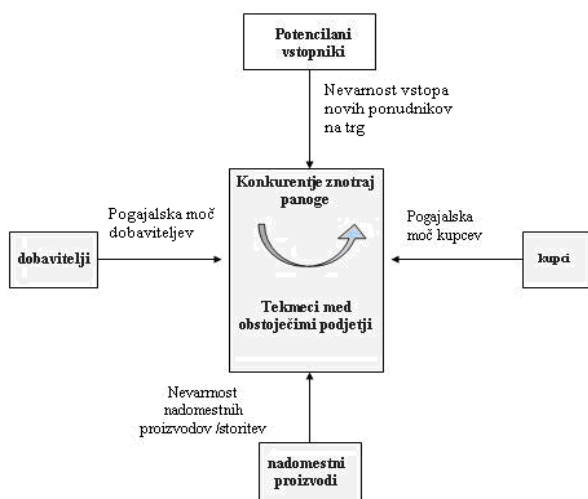 Potencilani
vstopniki
Nevarnost vstopa
novih ponudnikov
na trg
Konkurentje znotraj
panoge
Pogajalska moč
dobaviteljev
Pogajalska
moč kupcev
dobavitelji
kupci
Tekmeci med
obstoječimi podjetji
Nevarnost
nadomestnih
proizvodov /storitev
nadomestni
proizvodi